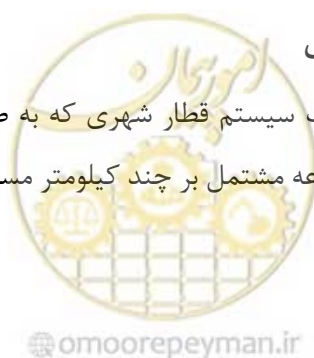 سیستم قطار شهری که به
مشتمل بر چند کیلومتر
امور پیمان
@omoorepeyman.ir